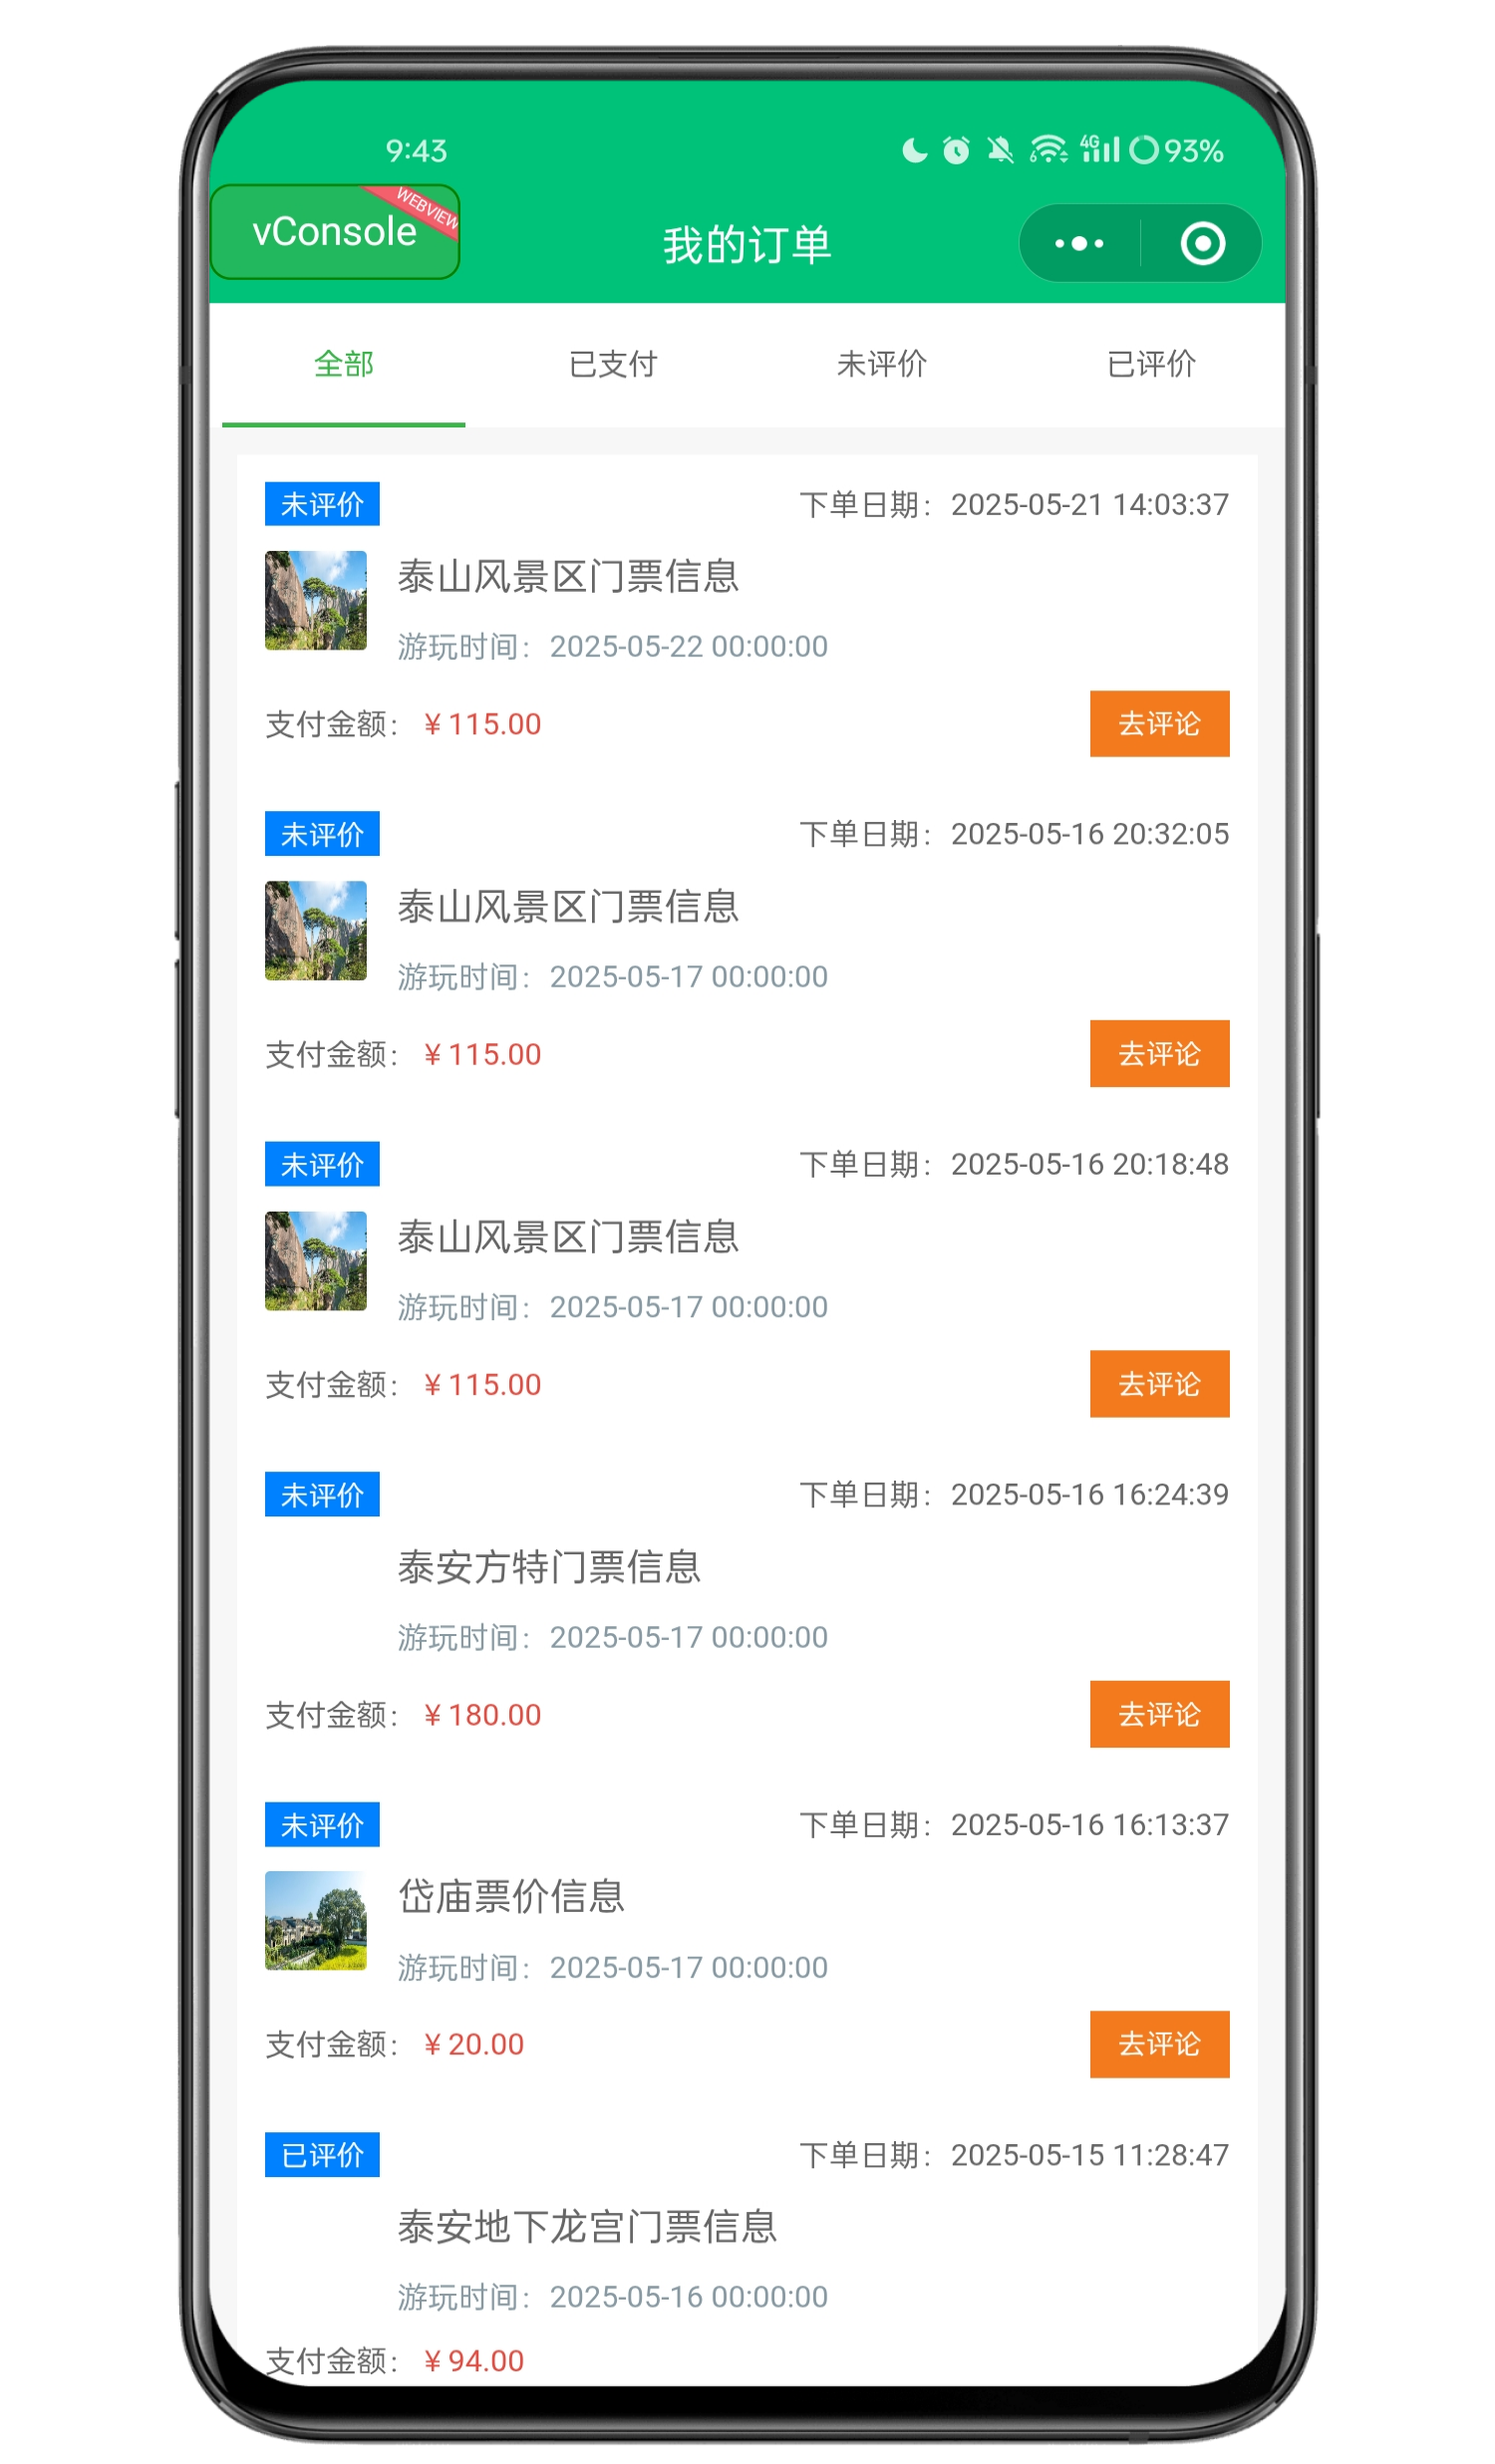 9:43
4G
93%
vConsole
WEBVIEW
我的订单
全部 已支付 未评价 已评价
未评价 下单日期：2025-05-21 14:03:37
泰山风景区门票信息
游玩时间：2025-05-22 00:00:00
支付金额：￥115.00 去评论
未评价 下单日期：2025-05-16 20:32:05
泰山风景区门票信息
游玩时间：2025-05-17 00:00:00
支付金额：￥115.00 去评论
未评价 下单日期：2025-05-16 20:18:48
泰山风景区门票信息
游玩时间：2025-05-17 00:00:00
支付金额：￥115.00 去评论
未评价 下单日期：2025-05-16 16:24:39
泰安方特门票信息
游玩时间：2025-05-17 00:00:00
支付金额：￥180.00 去评论
未评价 下单日期：2025-05-16 16:13:37
岱庙票价信息
游玩时间：2025-05-17 00:00:00
支付金额：￥20.00 去评论
已评价 下单日期：2025-05-15 11:28:47
泰安地下龙宫门票信息
游玩时间：2025-05-16 00:00:00
支付金额：￥94.00